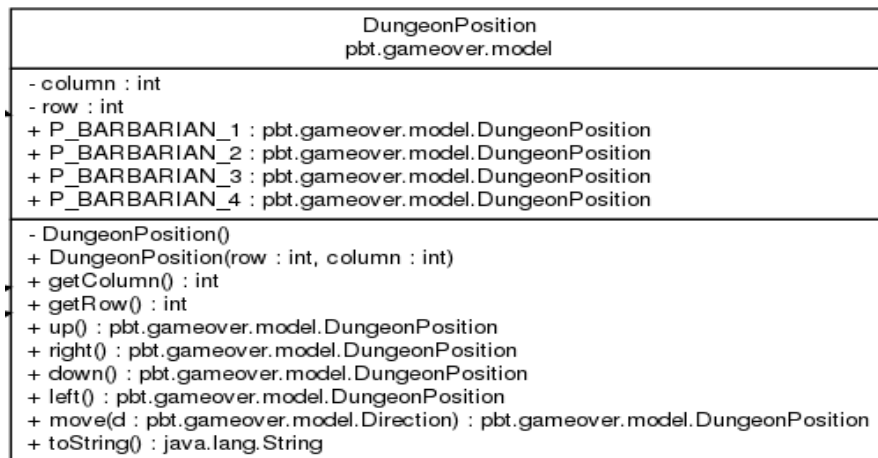 DungeonPosition
pbt.gameover.model
- column : int
- row : int
+ P_BARBARIAN_1 : pbt.gameover.model.DungeonPosition
+ P_BARBARIAN_2 : pbt.gameover.model.DungeonPosition
+ P_BARBARIAN_3 : pbt.gameover.model.DungeonPosition
+ P_BARBARIAN_4 : pbt.gameover.model.DungeonPosition
- DungeonPosition()
+ DungeonPosition(row : int, column : int)
+ getColumn() : int
+ getRow() : int
+ up() : pbt.gameover.model.DungeonPosition
+ right() : pbt.gameover.model.DungeonPosition
+ down() : pbt.gameover.model.DungeonPosition
+ left() : pbt.gameover.model.DungeonPosition
+ move(d : pbt.gameover.model.Direction) : pbt.gameover.model.DungeonPosition
+ toString() : java.lang.String